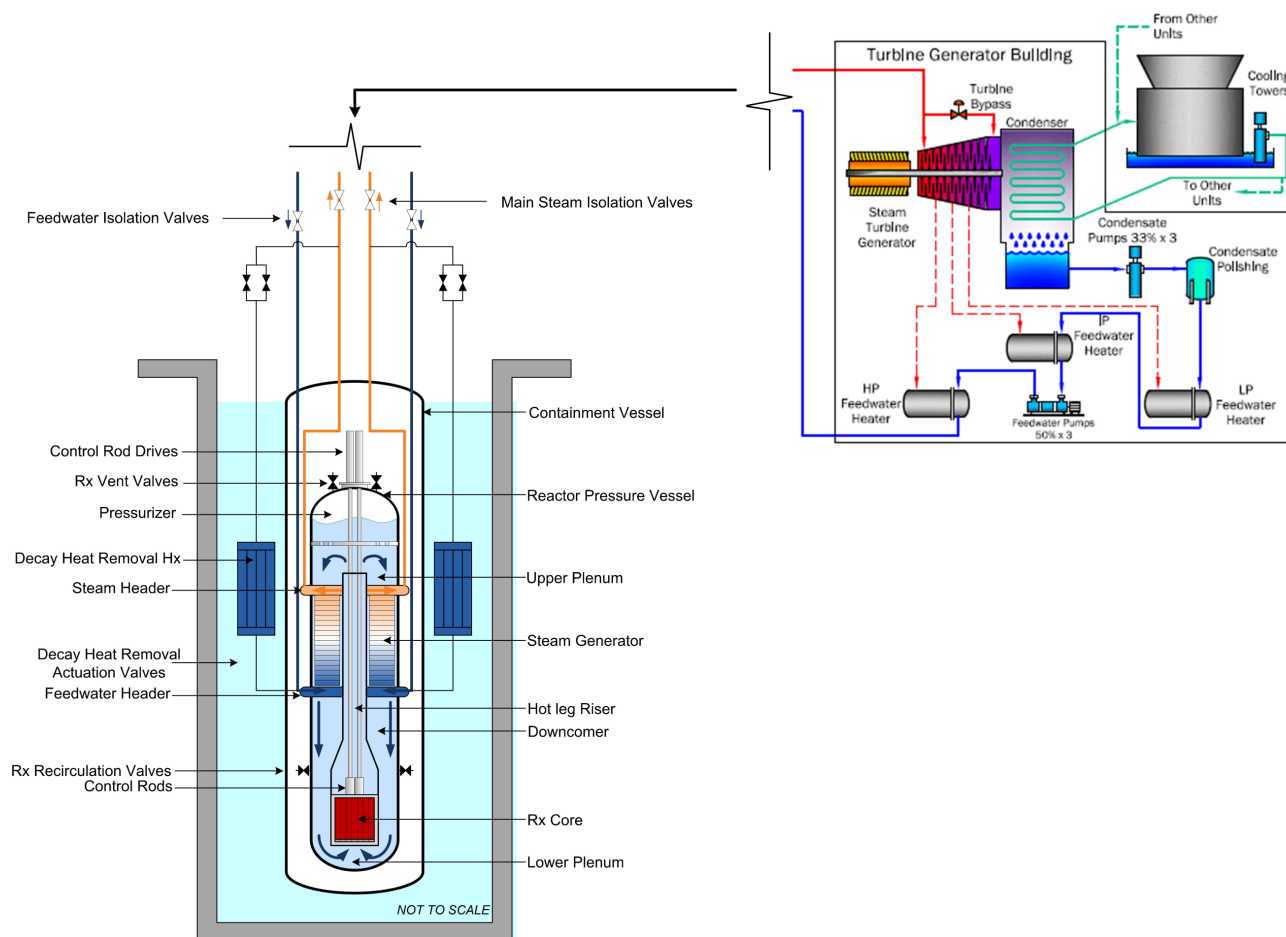 From Other
Units
Turbine Generator Building
Cooling
Towers
Turbine
Bypass
Condenser
To Other
Units
Steam
Turbine
Generator
Condensate
Pumps 33% x 3
Condensate
Polishing
IP
Feedwater
Heater
HP
Feedwater
Heater
Feedwater Pumps
50% x 3
LP
Feedwater
Heater
Feedwater Isolation Valves
Main Steam Isolation Valves
Containment Vessel
Control Rod Drives
Rx Vent Valves
Reactor Pressure Vessel
Pressurizer
Decay Heat Removal Hx
Upper Plenum
Steam Header
Steam Generator
Decay Heat Removal
Actuation Valves
Feedwater Header
Hot leg Riser
Downcomer
Rx Recirculation Valves
Control Rods
Rx Core
Lower Plenum
NOT TO SCALE